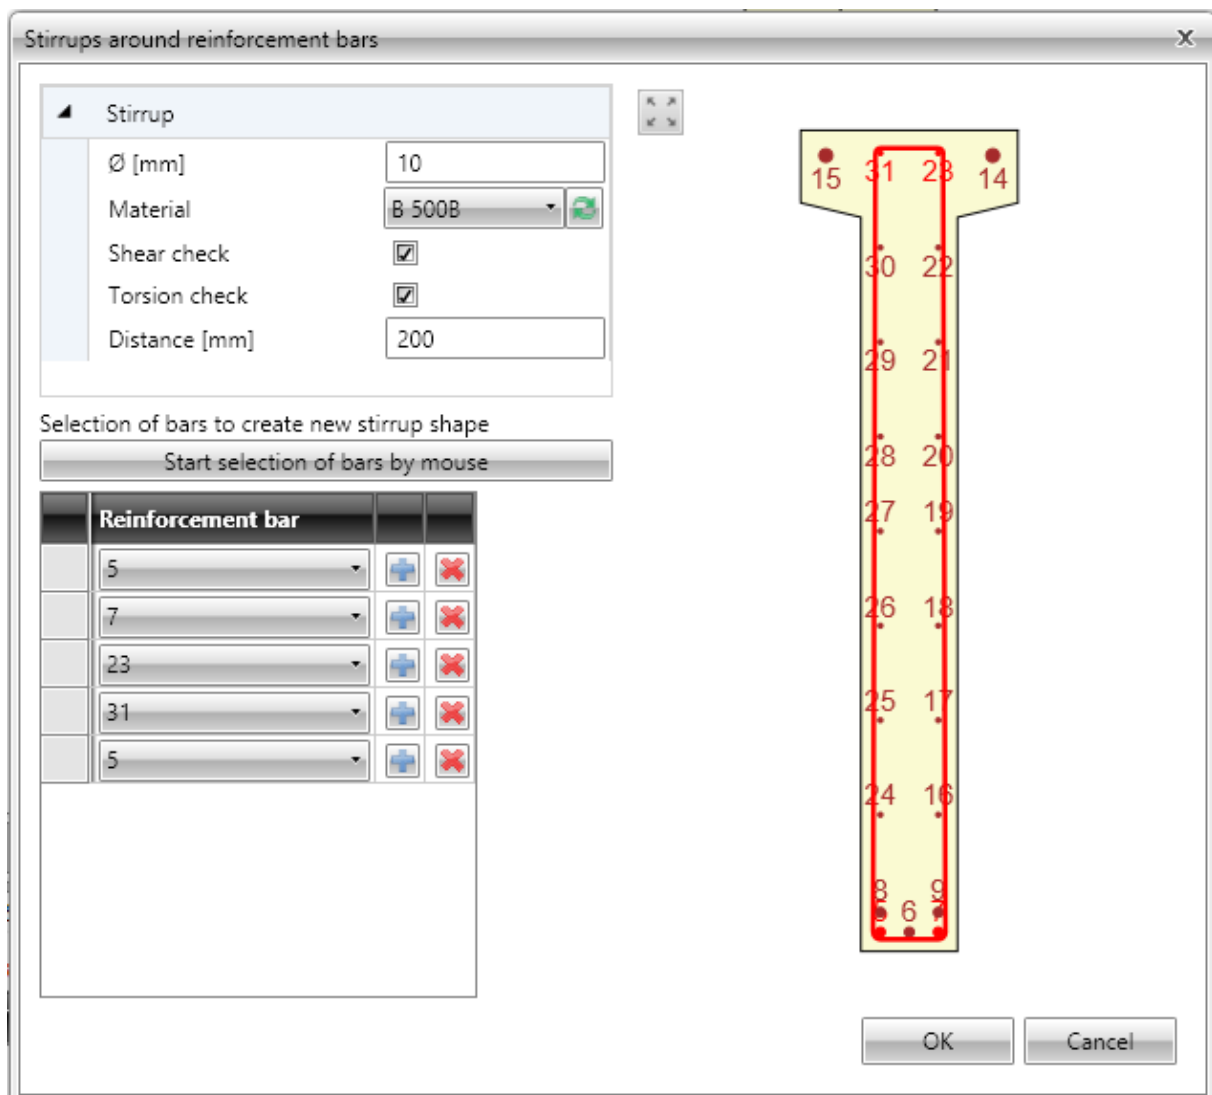 Stirrups around reinforcement bars
Stirrup
Ø [mm] 10
Material B 500B
Shear check
Torsion check
Distance [mm] 200
Selection of bars to create new stirrup shape
Start selection of bars by mouse
Reinforcement bar
5
7
23
31
5
15 31 23 14
30 22
29 21
28 20
27 19
26 18
25 17
24 16
8 9
6
OK Cancel